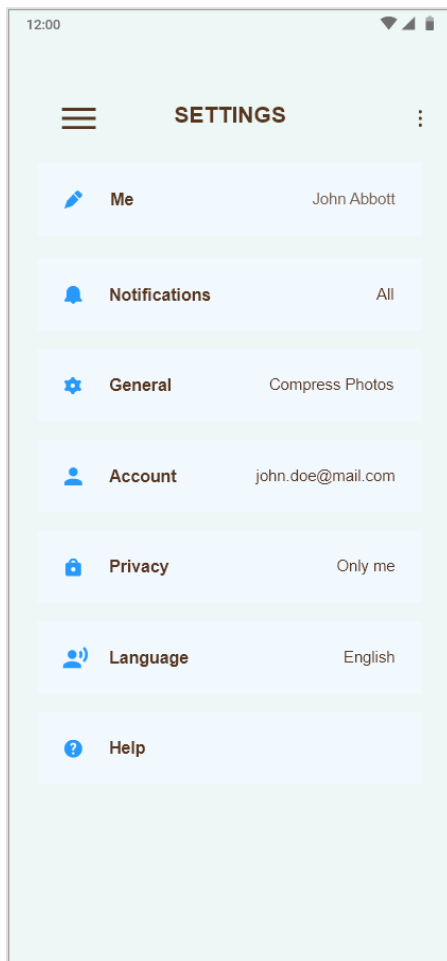 12:00
SETTINGS
Me John Abbott
Notifications All
General Compress Photos
Account john.doe@mail.com
Privacy Only me
Language English
Help